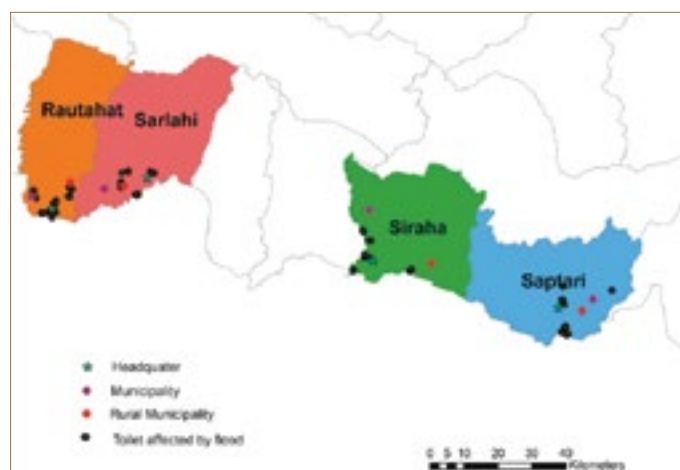 Rautahat
Sarlahi
Siraha
Saptari
Headquater
Municipality
Rural Municipality
Toilet affected by flood
0 5 10 20 30 40
Kilometers